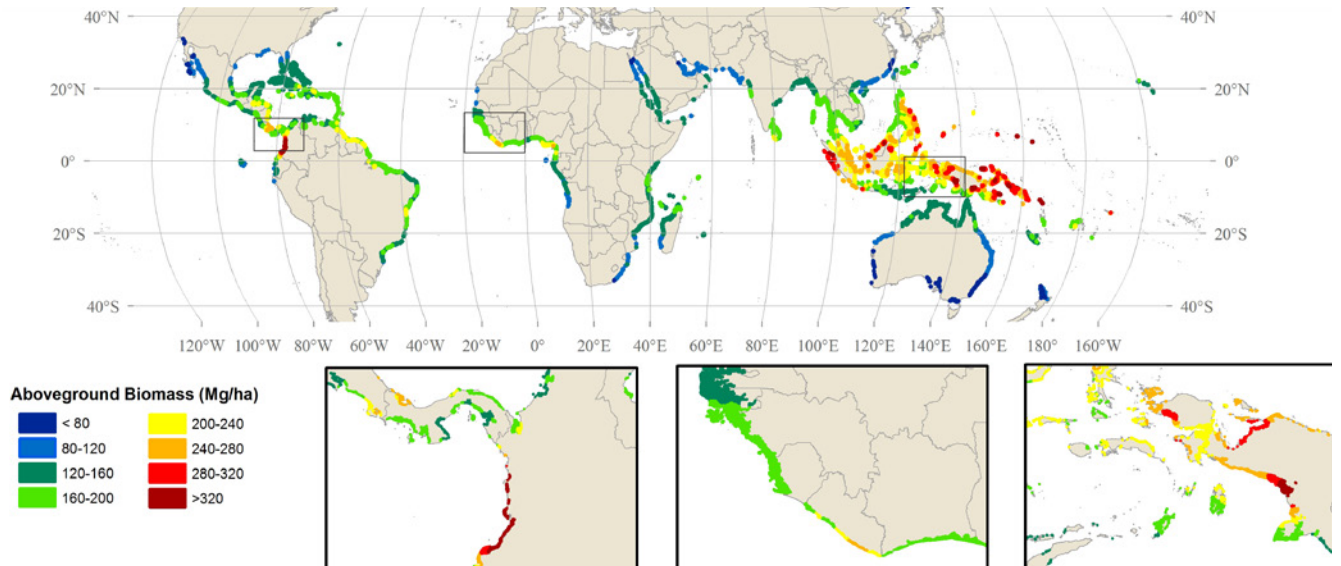 40°N 40°N
20°N 20°N
0° 0°
20°S 20°S
40°S 40°S
120°W 100°W 80°W 60°W 40°W 20°W 0° 20°E 40°E 60°E 80°E 100°E 120°E 140°E 160°E 180° 160°W
Aboveground Biomass (Mg/ha)
< 80 200-240
80-120 240-280
120-160 280-320
160-200 >320